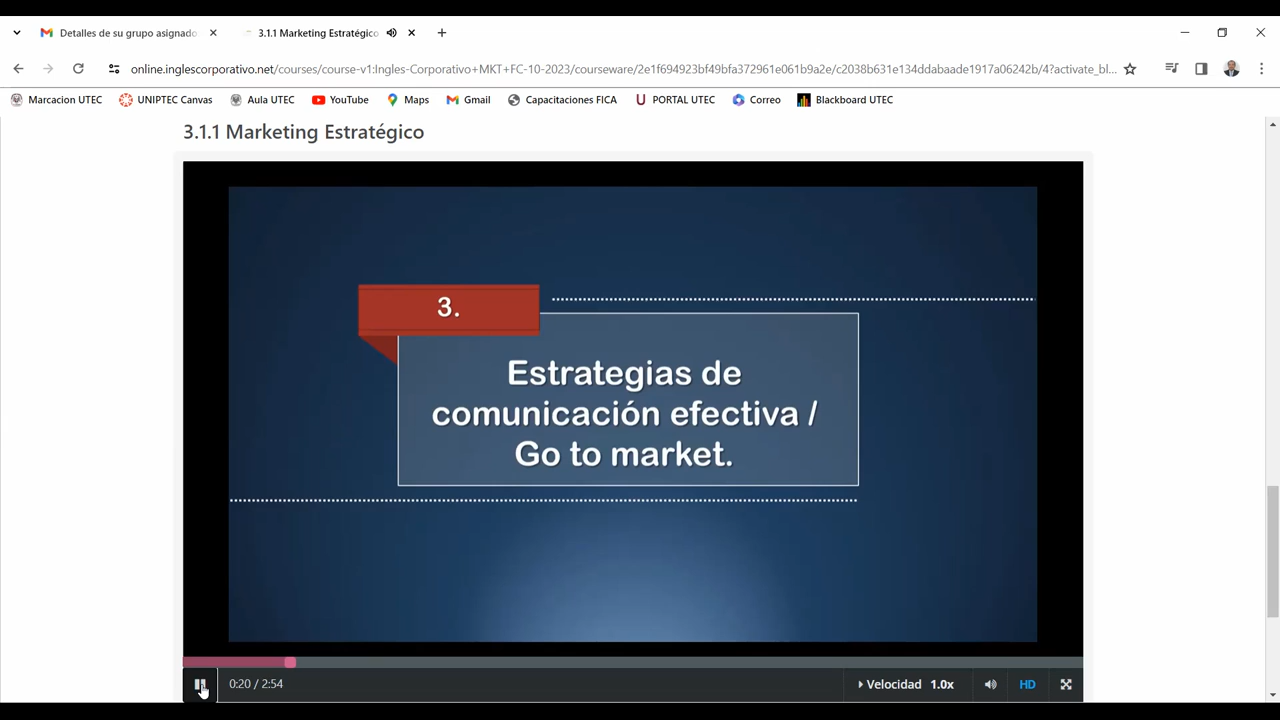 Detalles de su grupo asignado
3.1.1 Marketing Estratégico
online.inglescorporativo.net/courses/course-v1:Ingles-Corporativo+MKT+FC-10-2023/courseware/2e1f694923bf49bfa372961e061b9a2e/c2038b631e134ddabaade1917a06242b/4?activate_bl...
Marcacion UTEC
UNIPTEC Canvas
Aula UTEC
YouTube
Maps
Gmail
Capacitaciones FICA
PORTAL UTEC
Correo
Blackboard UTEC
3.1.1 Marketing Estratégico
3.
Estrategias de
comunicación efectiva /
Go to market.
0:20 / 2:54
Velocidad 1.0x
HD